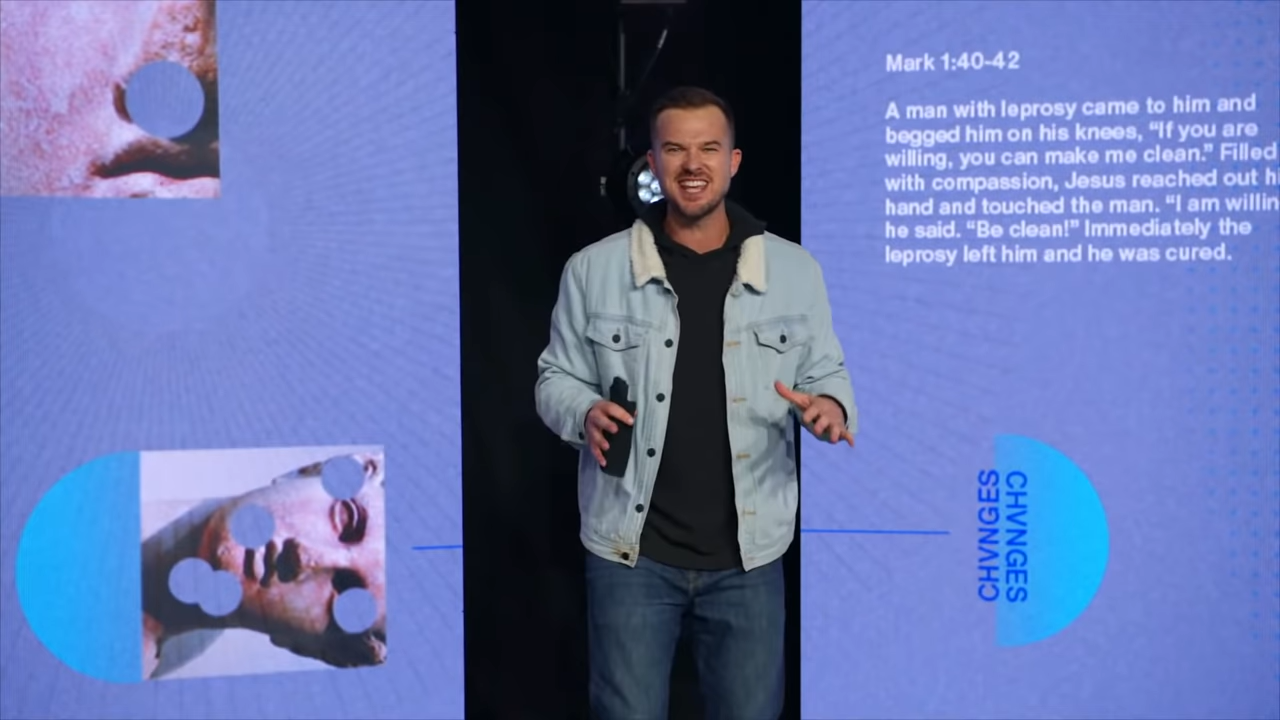 Mark 1:40-42
A man with leprosy came to him and
begged him on his knees, “If you are
willing, you can make me clean.” Filled
with compassion, Jesus reached out hi
hand and touched the man. “I am willin
he said. “Be clean!” Immediately the
leprosy left him and he was cured.
CHVNGES
CHVNGES